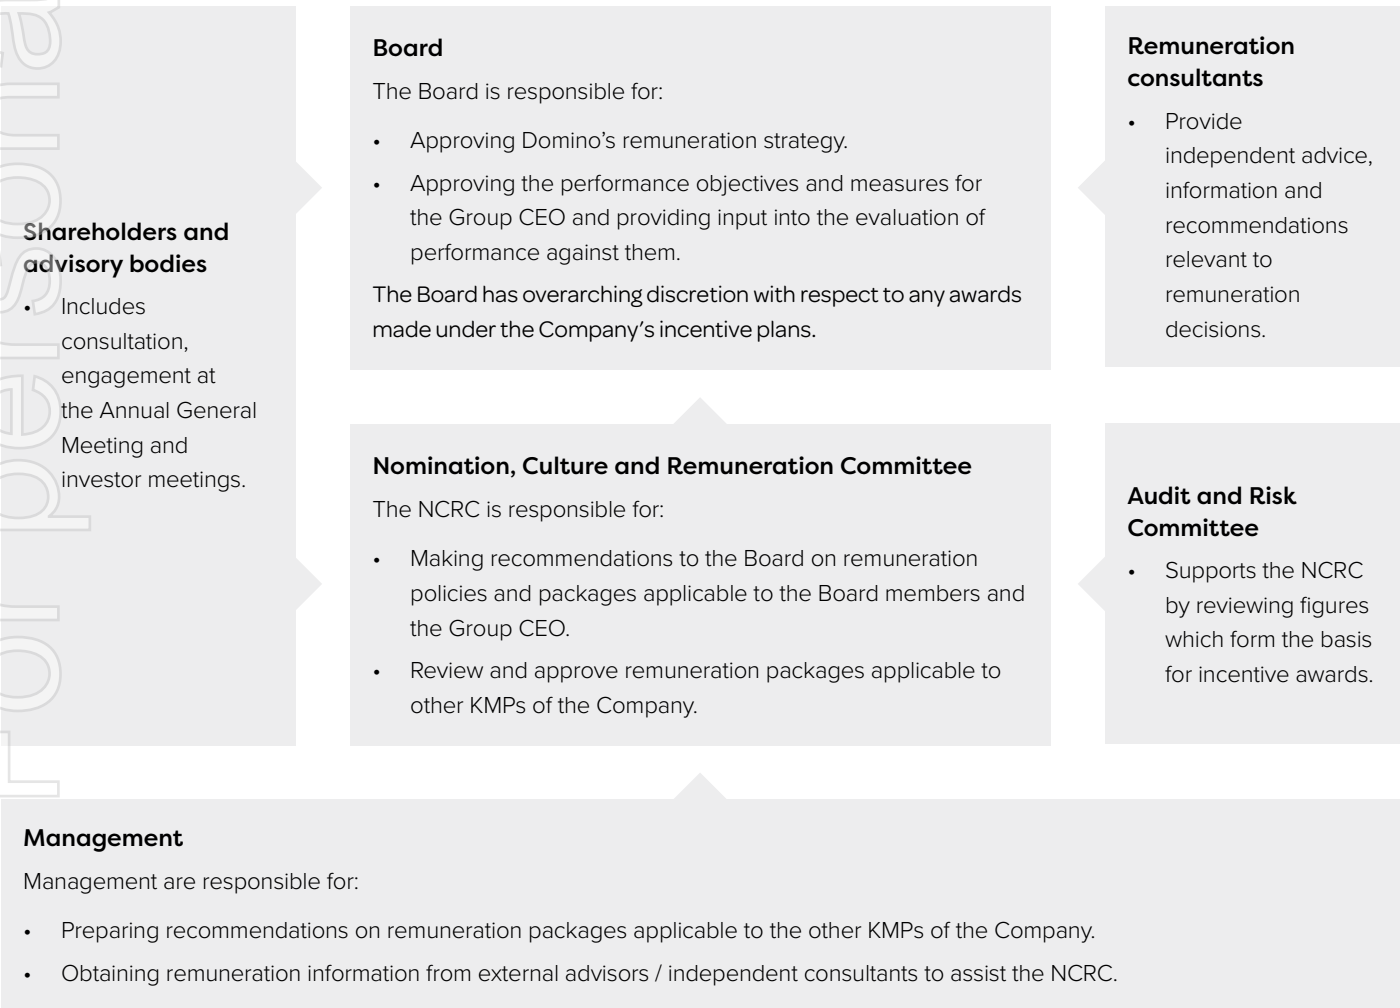 Shareholders and
advisory bodies
• Includes
consultation,
engagement at
the Annual General
Meeting and
investor meetings.
Board
The Board is responsible for:
• Approving Domino’s remuneration strategy.
• Approving the performance objectives and measures for
the Group CEO and providing input into the evaluation of
performance against them.
The Board has overarching discretion with respect to any awards
made under the Company’s incentive plans.
Remuneration
consultants
• Provide
independent advice,
information and
recommendations
relevant to
remuneration
decisions.
Nomination, Culture and Remuneration Committee
The NCRC is responsible for:
• Making recommendations to the Board on remuneration
policies and packages applicable to the Board members and
the Group CEO.
• Review and approve remuneration packages applicable to
other KMPs of the Company.
Audit and Risk
Committee
• Supports the NCRC
by reviewing figures
which form the basis
for incentive awards.
Management
Management are responsible for:
• Preparing recommendations on remuneration packages applicable to the other KMPs of the Company.
• Obtaining remuneration information from external advisors / independent consultants to assist the NCRC.
For persona